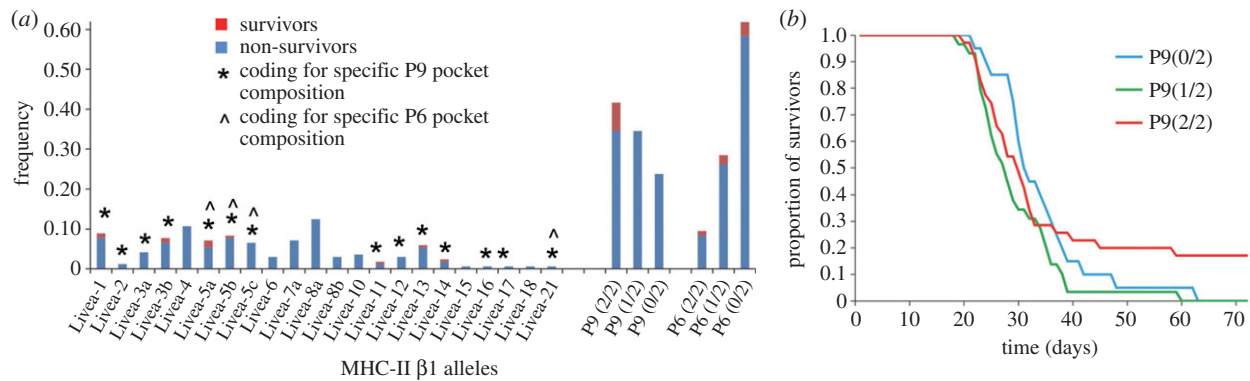 (a)
0.60
0.50
0.40
0.30
0.20
0.10
0
frequency
survivors
non-survivors
* coding for specific P9 pocket
composition
^ coding for specific P6 pocket
composition
* * * * ^ * ^ * ^ * * * * * * * ^ *
Livea-1
Livea-2
Livea-3a
Livea-3b
Livea-4
Livea-5a
Livea-5b
Livea-5c
Livea-6
Livea-7a
Livea-8a
Livea-8b
Livea-10
Livea-11
Livea-12
Livea-13
Livea-14
Livea-15
Livea-16
Livea-17
Livea-18
Livea-21
P9 (2/2)
P9 (1/2)
P9 (0/2)
P6 (2/2)
P6 (1/2)
P6 (0/2)
MHC-II β1 alleles
(b)
1.0
0.9
0.8
0.7
0.6
0.5
0.4
0.3
0.2
0.1
0
proportion of survivors
P9(0/2)
P9(1/2)
P9(2/2)
0 10 20 30 40 50 60 70
time (days)